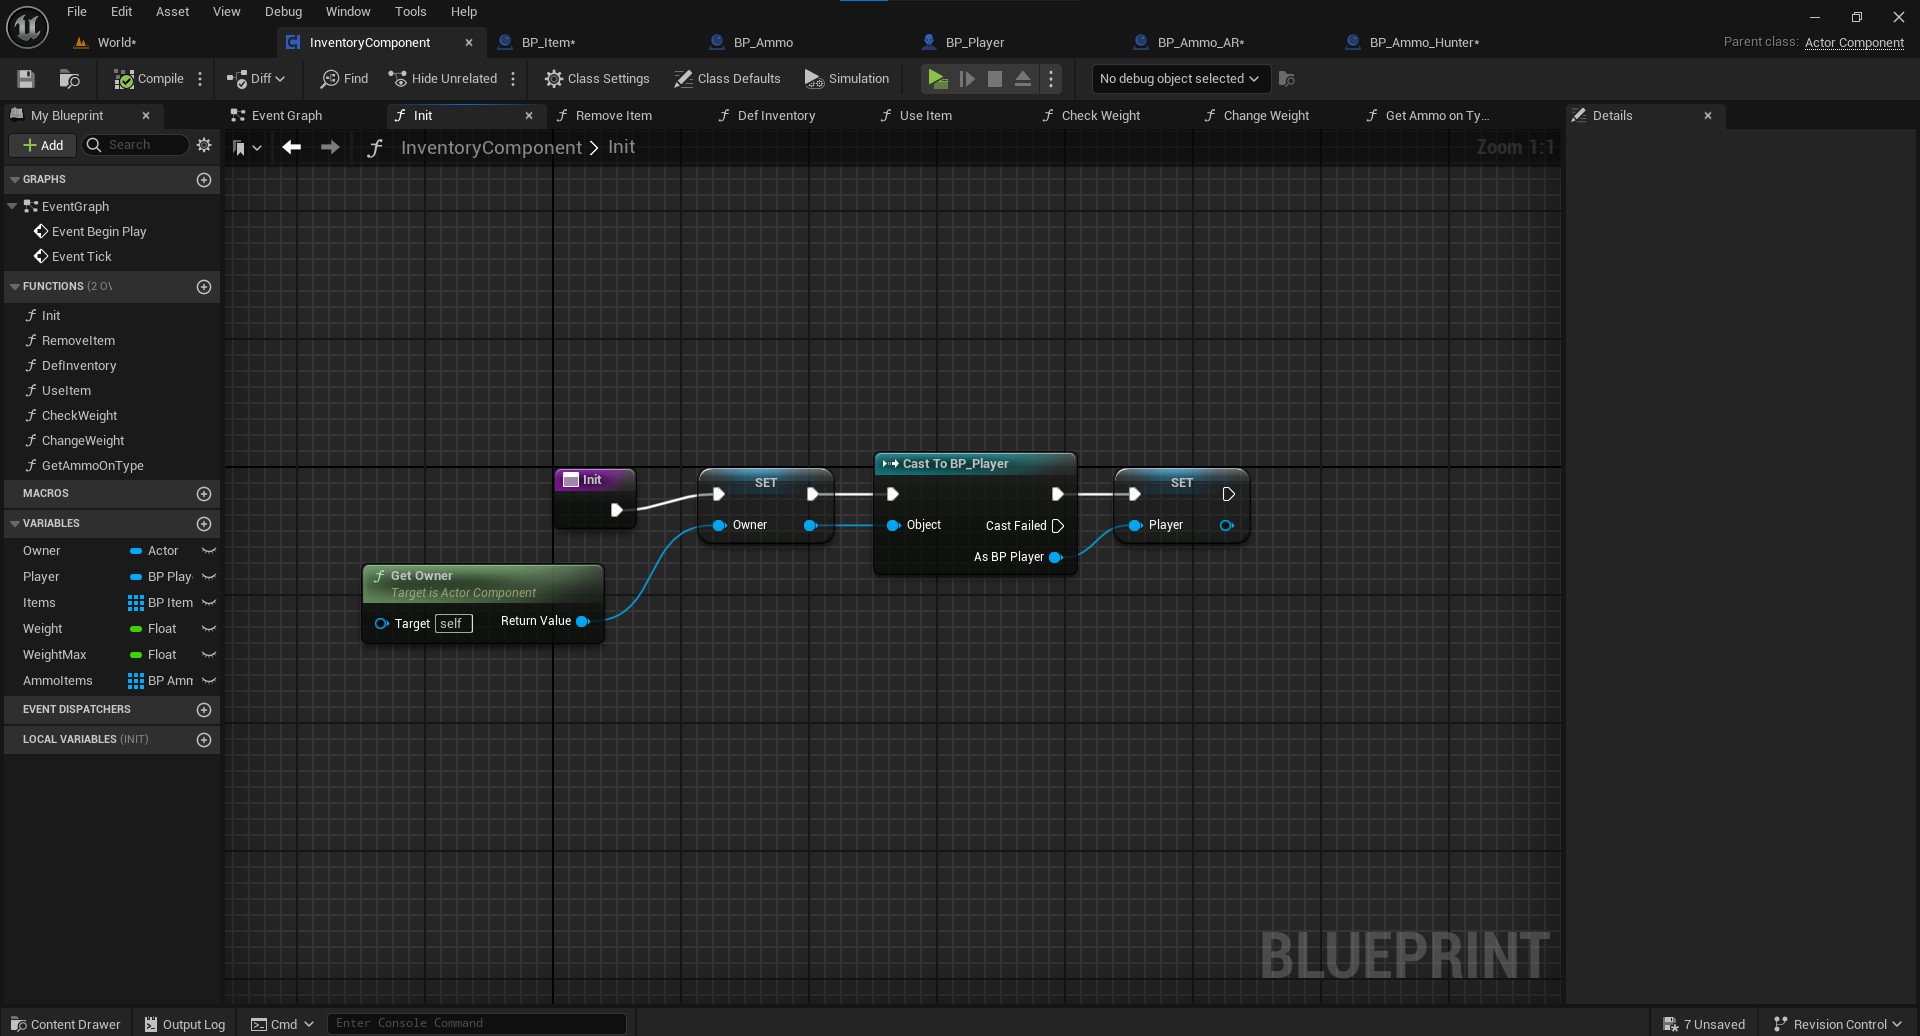 File Edit Asset View Debug Window Tools Help
World* InventoryComponent BP_Item* BP_Ammo BP_Player BP_Ammo_AR* BP_Ammo_Hunter* Parent class: Actor Component
Compile Diff Find Hide Unrelated Class Settings Class Defaults Simulation No debug object selected
My Blueprint Event Graph Init Remove Item Def Inventory Use Item Check Weight Change Weight Get Ammo on Ty... Details
Add Search InventoryComponent > Init Zoom 1:1
GRAPHS
EventGraph
Event Begin Play
Event Tick
FUNCTIONS (2 OV
Init
RemoveItem
DefInventory
UseItem
CheckWeight
ChangeWeight
GetAmmoOnType
MACROS
VARIABLES
Owner Actor
Player BP Play
Items BP Item
Weight Float
WeightMax Float
AmmoItems BP Amm
EVENT DISPATCHERS
LOCAL VARIABLES (INIT)
Init
SET
Owner
Cast To BP_Player
Object
Cast Failed
As BP Player
SET
Player
Get Owner
Target is Actor Component
Target self Return Value
BLUEPRINT
Content Drawer Output Log Cmd Enter Console Command 7 Unsaved Revision Control